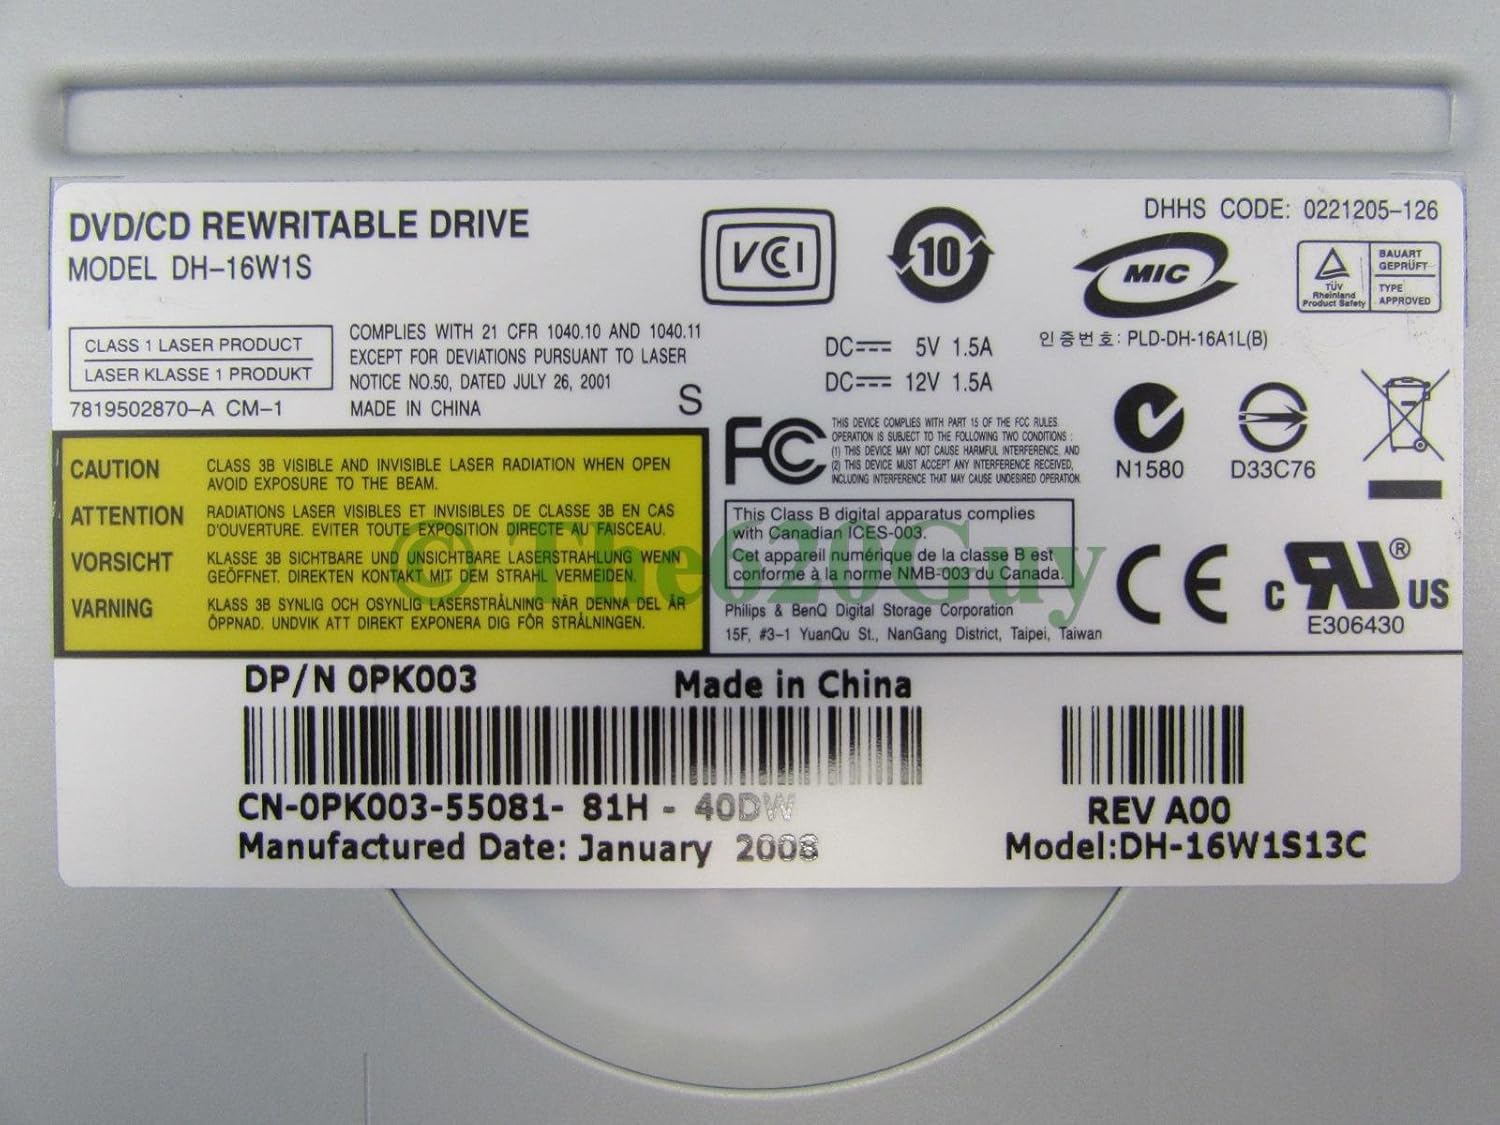 DVD/CD REWRITABLE DRIVE
MODEL DH-16W1S
CLASS 1 LASER PRODUCT
LASER KLASSE 1 PRODUKT
7819502870-A CM-1
COMPLIES WITH 21 CFR 1040.10 AND 1040.11
EXCEPT FOR DEVIATIONS PURSUANT TO LASER
NOTICE NO.50, DATED JULY 26, 2001
MADE IN CHINA
S
VCCI
10
DHHS CODE: 0221205-126
MIC
TÜV
Rheinland
Product Safety
BAUART
GEPRÜFT
TYPE
APPROVED
DC 5V 1.5A
DC 12V 1.5A
인증번호: PLD-DH-16A1L(B)
CAUTION CLASS 3B VISIBLE AND INVISIBLE LASER RADIATION WHEN OPEN
AVOID EXPOSURE TO THE BEAM.
ATTENTION RADIATIONS LASER VISIBLES ET INVISIBLES DE CLASSE 3B EN CAS
D'OUVERTURE. EVITER TOUTE EXPOSITION DIRECTE AU FAISCEAU.
VORSICHT KLASSE 3B SICHTBARE UND UNSICHTBARE LASERSTRAHLUNG WENN
GEÖFFNET. DIREKTEN KONTAKT MIT DEM STRAHL VERMEIDEN.
VARNING KLASS 3B SYNLIG OCH OSYNLIG LASERSTRÅLNING NÄR DENNA DEL ÄR
ÖPPNAD. UNDVIK ATT DIREKT EXPONERA DIG FÖR STRÅLNINGEN.
FC
THIS DEVICE COMPLIES WITH PART 15 OF THE FCC RULES.
OPERATION IS SUBJECT TO THE FOLLOWING TWO CONDITIONS :
(1) THIS DEVICE MAY NOT CAUSE HARMFUL INTERFERENCE, AND
(2) THIS DEVICE MUST ACCEPT ANY INTERFERENCE RECEIVED,
INCLUDING INTERFERENCE THAT MAY CAUSE UNDESIRED OPERATION.
N1580
D33C76
This Class B digital apparatus complies
with Canadian ICES-003.
Cet appareil numérique de la classe B est
conforme à la norme NMB-003 du Canada.
Philips & BenQ Digital Storage Corporation
15F, #3-1 YuanQu St., NanGang District, Taipei, Taiwan
CE
c RU ® US
E306430
© The620Guy
DP/N 0PK003
Made in China
CN-0PK003-55081- 81H - 40DW
Manufactured Date: January 2008
REV A00
Model:DH-16W1S13C